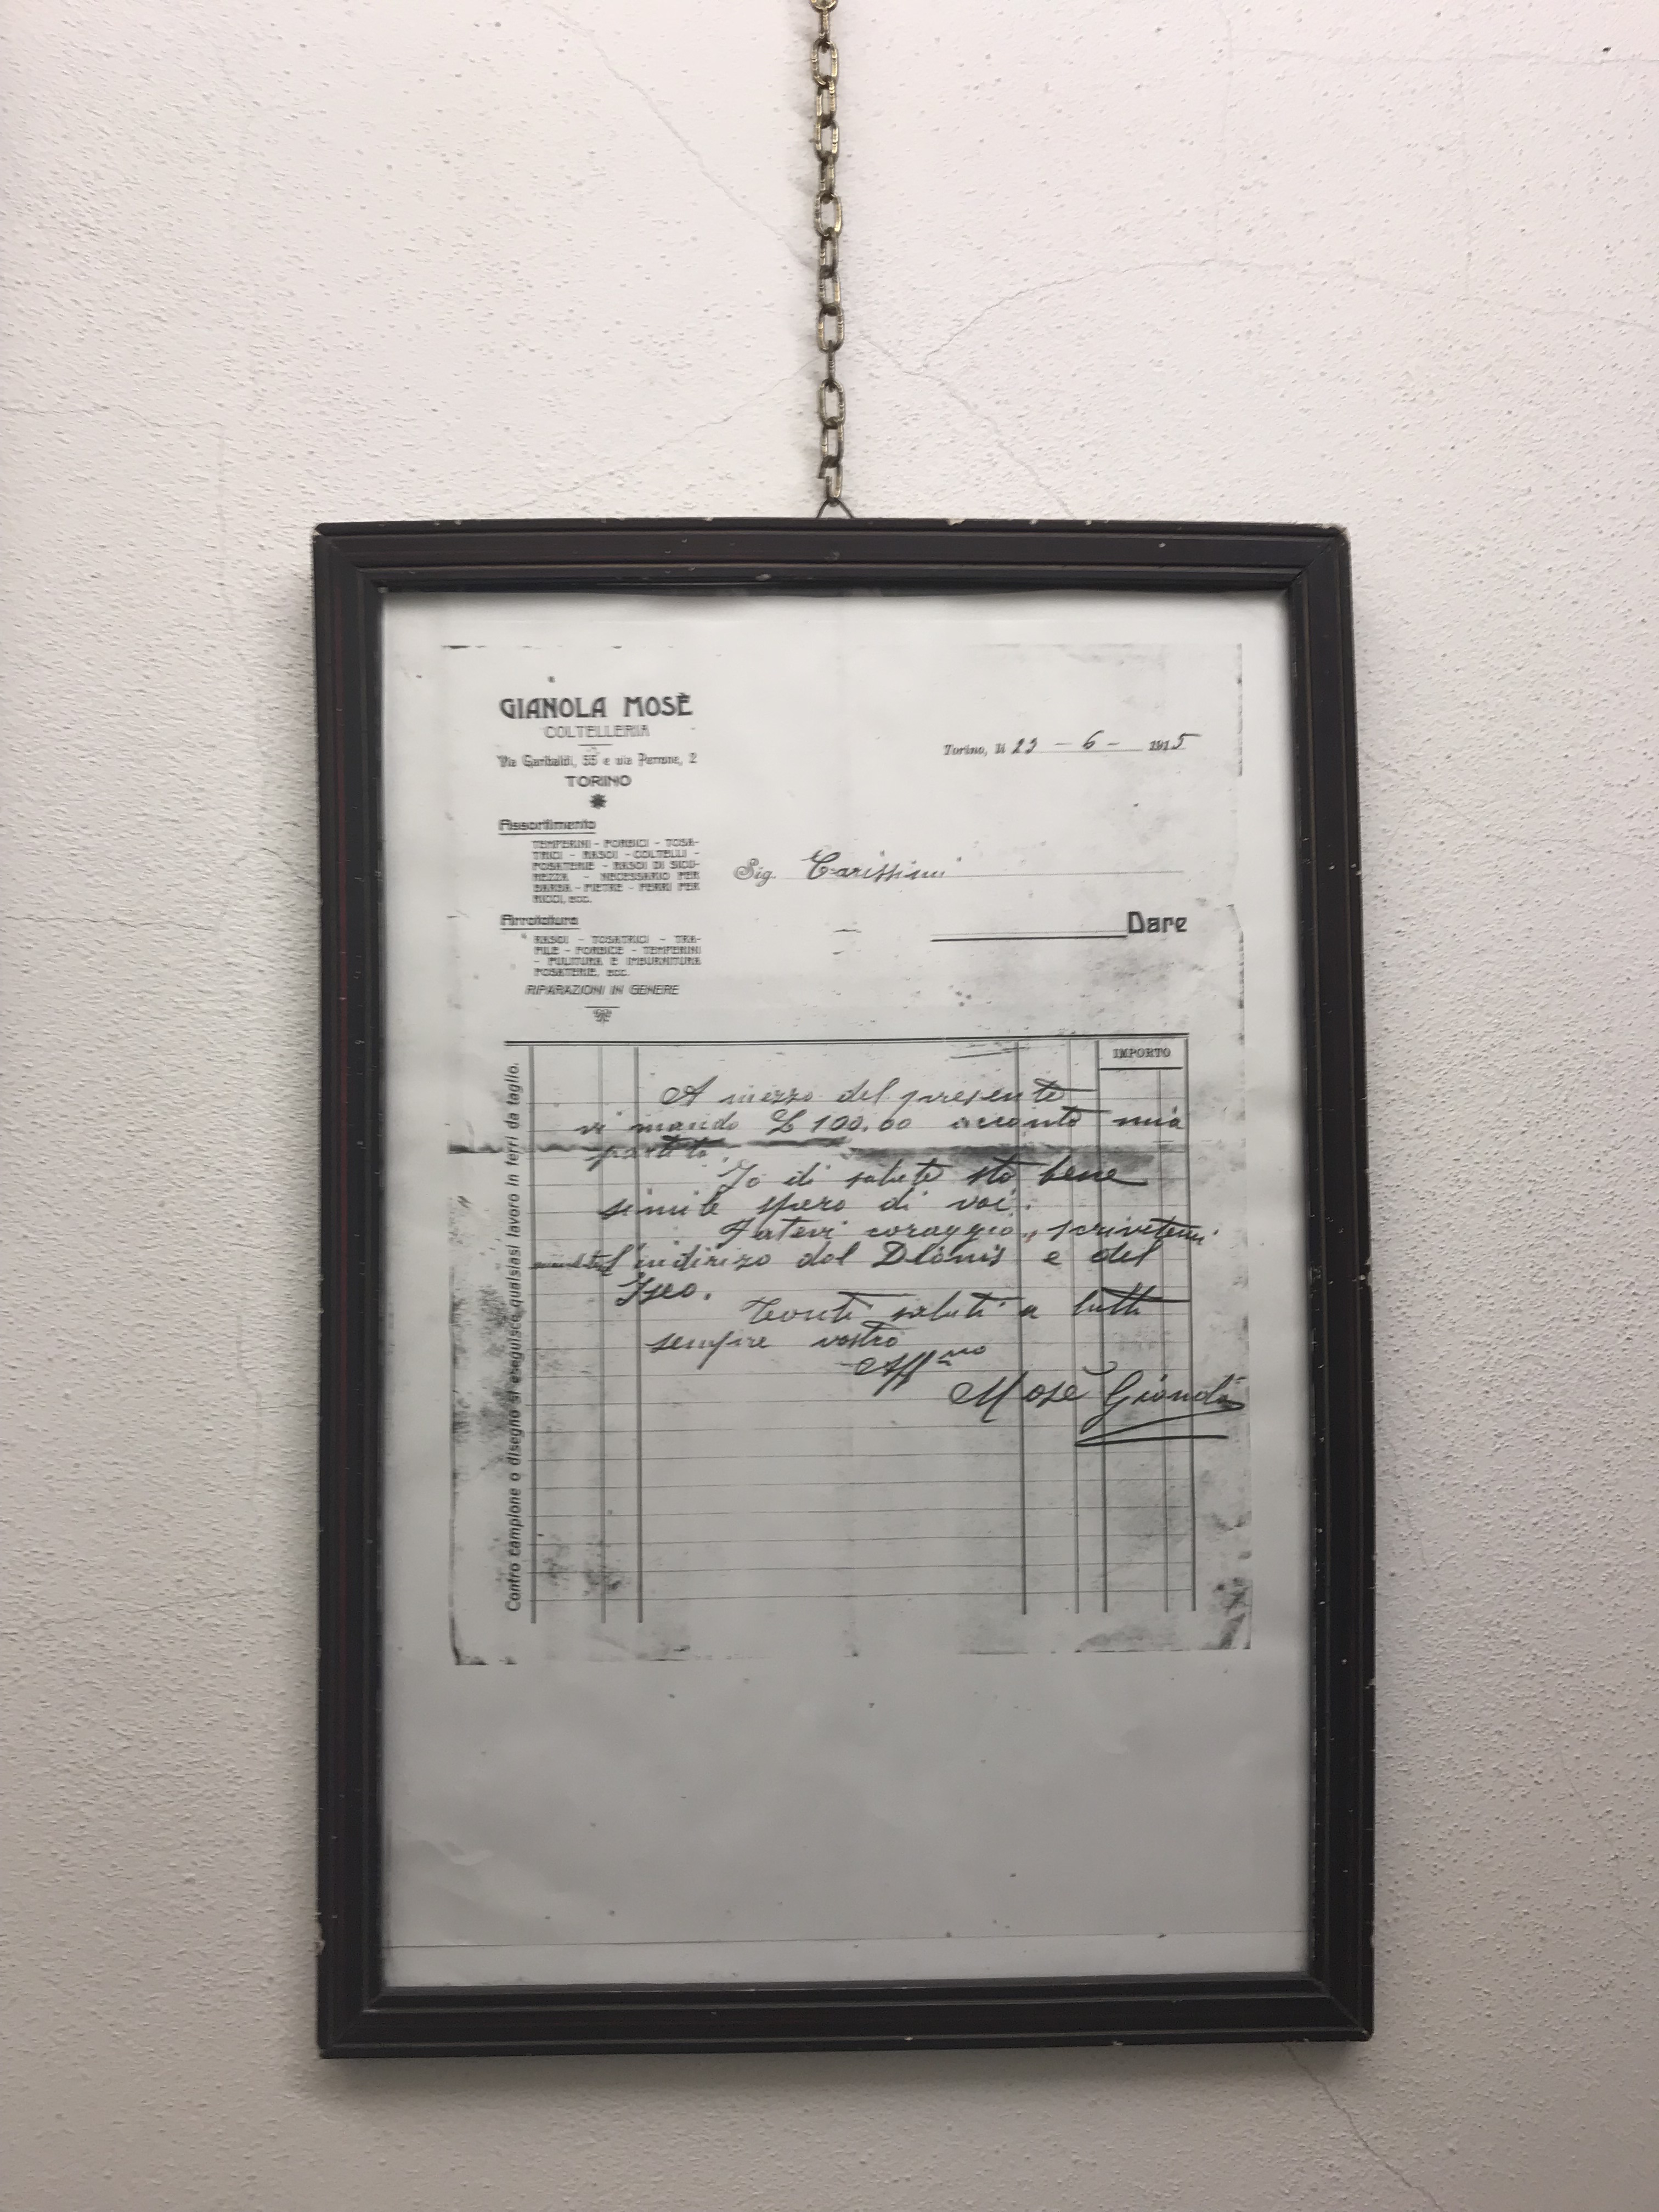 GIANOLA MOSÈ
COLTELLERIA
Via Garibaldi, 55 e via Perrone, 2
TORINO
Torino, li 23 - 6 - 1915
Assortimento
TEMPERINI - FORBICI - TOSA-
TRICI - RASOI - COLTELLI -
POSATERIE - RASOI DI SICU-
REZZA - NECESSARIO PER
BARBA - PIETRE - FERRI PER
RICCI, ecc.
Sig. Carissimi
Arrotatura
RASOI - TOSATRICI - TRA-
FILE - FORBICE - TEMPERINI
- PULITURA E IMBURNITURA
POSATERIE, ecc.
RIPARAZIONI IN GENERE
Dare
IMPORTO
Contro campione o disegno si eseguisce qualsiasi lavoro in ferri da taglio.
A mezzo del presente
vi mando £ 100.00 acconto mia
partita.
Io di salute sto bene
simile spero di voi.
Fatevi coraggio, scrivetemi
l'indirizo del Dionis e del
Tanti saluti a tutti
sempre vostro
Aff.mo
Mosè Gianola